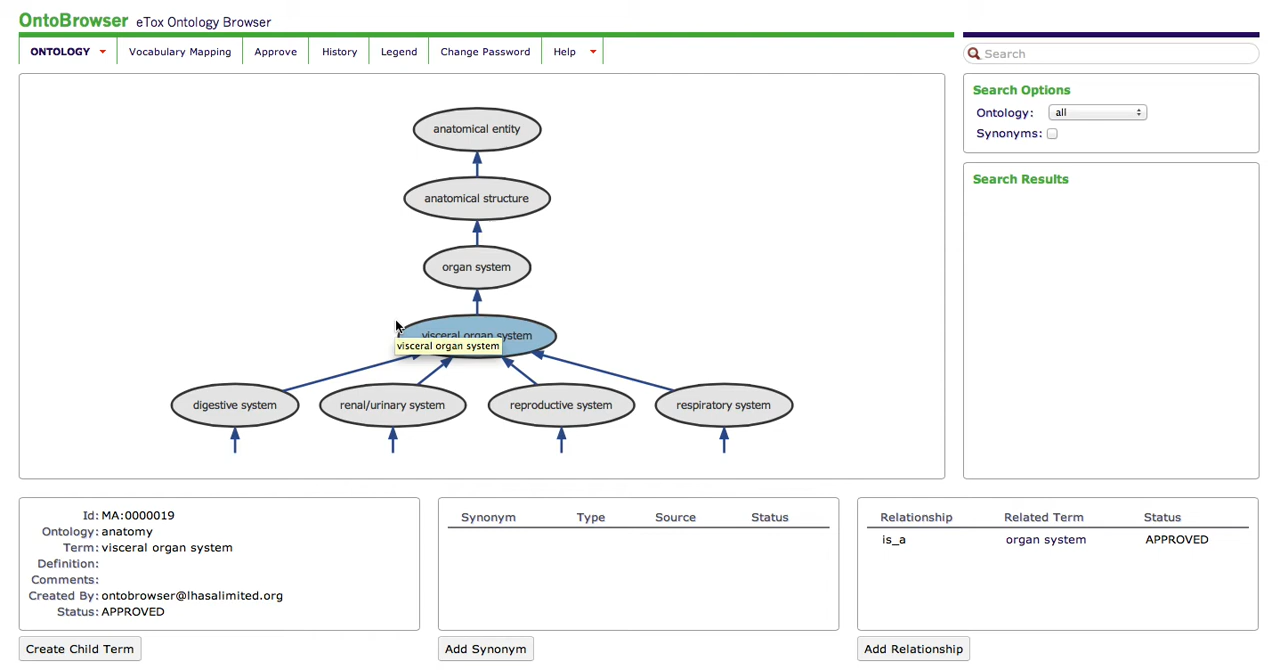 OntoBrowser eTox Ontology Browser
ONTOLOGY Vocabulary Mapping Approve History Legend Change Password Help
Search
Search Options
Ontology: all
Synonyms:
Search Results
anatomical entity
anatomical structure
organ system
visceral organ system
visceral organ system
digestive system renal/urinary system reproductive system respiratory system
Id: MA:0000019
Ontology: anatomy
Term: visceral organ system
Definition:
Comments:
Created By: ontobrowser@lhasalimited.org
Status: APPROVED
Create Child Term
Synonym Type Source Status
Add Synonym
Relationship Related Term Status
is_a organ system APPROVED
Add Relationship